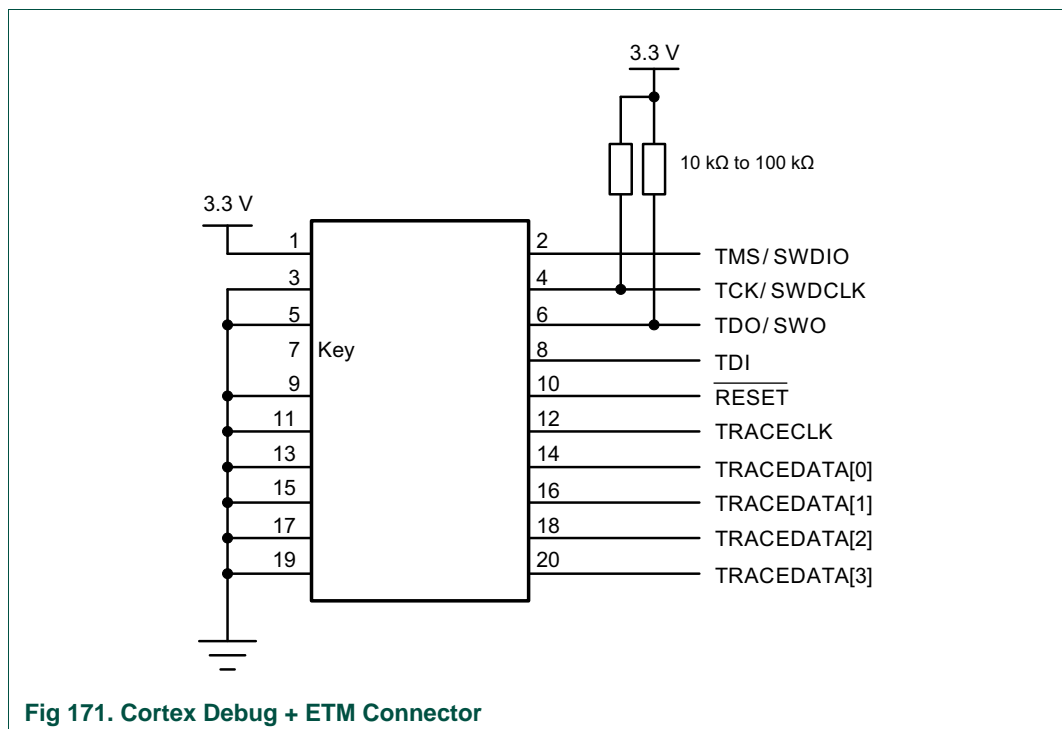 3.3 V
10 kΩ to 100 kΩ
3.3 V
1
2
TMS/ SWDIO
3
4
TCK/ SWDCLK
5
6
TDO/ SWO
7
Key
8
TDI
9
10
RESET
11
12
TRACECLK
13
14
TRACEDATA[0]
15
16
TRACEDATA[1]
17
18
TRACEDATA[2]
19
20
TRACEDATA[3]
Fig 171. Cortex Debug + ETM Connector